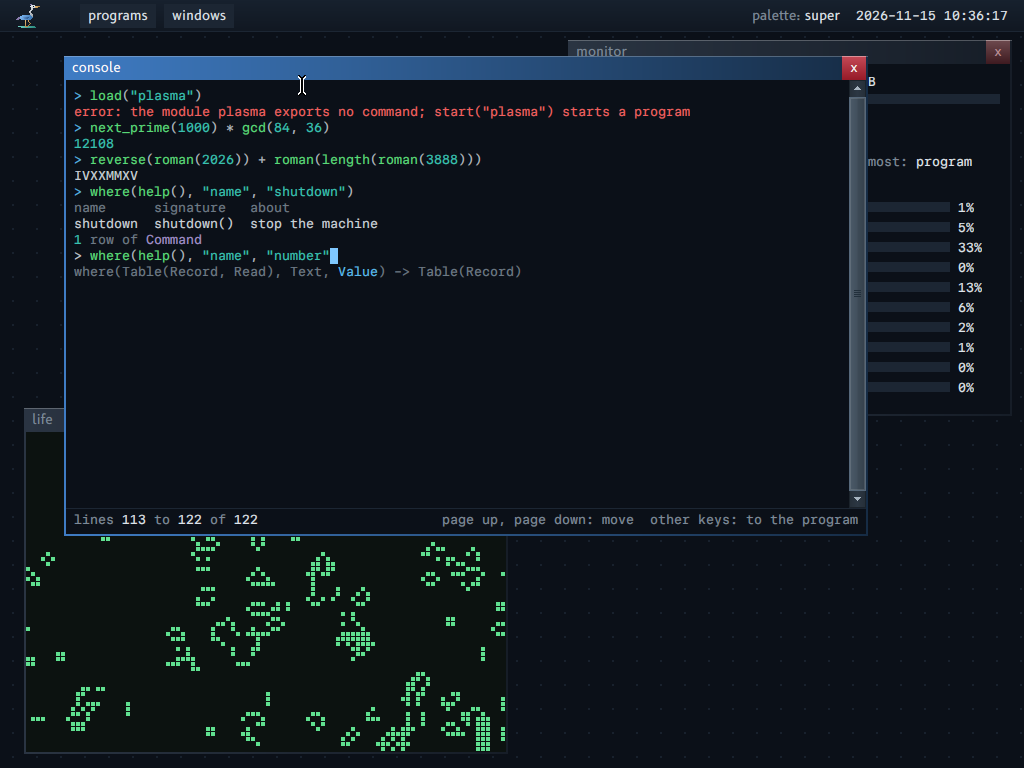 programs windows palette: super 2026-11-15 10:36:17
monitor x
console x
B
> load("plasma")
error: the module plasma exports no command; start("plasma") starts a program
> next_prime(1000) * gcd(84, 36)
12108
> reverse(roman(2026)) + roman(length(roman(3888)))
IVXXMMXV
most: program
> where(help(), "name", "shutdown")
name signature about
shutdown shutdown() stop the machine
1 row of Command
> where(help(), "name", "number"
where(Table(Record, Read), Text, Value) -> Table(Record)
1%
5%
33%
0%
13%
6%
2%
1%
0%
0%
life
lines 113 to 122 of 122 page up, page down: move other keys: to the program